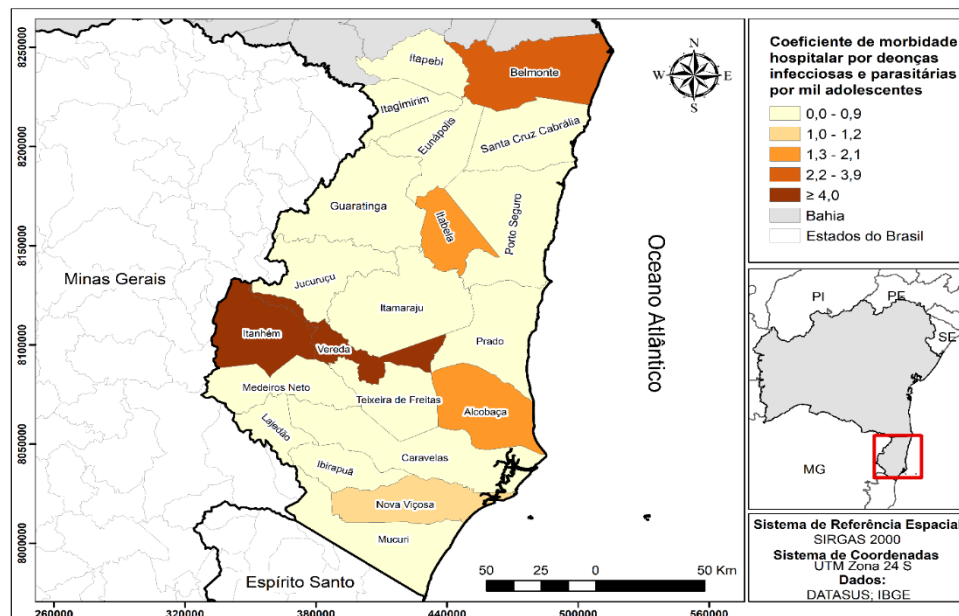 8250000
8200000
8150000
8100000
8050000
8000000
Itapebi
Belmonte
Itagimirim
Eunápolis
Santa Cruz Cabrália
Guaratinga
Itabela
Porto Seguro
Minas Gerais
Jucuruçu
Itamaraju
Oceano Atlântico
Itanhém
Vereda
Prado
Medeiros Neto
Teixeira de Freitas
Alcobaça
Lajedão
Ibirapuã
Caravelas
Nova Viçosa
Mucuri
Espírito Santo
N
W E
S
50 25 0 50 Km
260000 320000 380000 440000 500000 560000
Coeficiente de morbidade
hospitalar por deonças
infecciosas e parasitárias
por mil adolescentes
0,0 - 0,9
1,0 - 1,2
1,3 - 2,1
2,2 - 3,9
≥ 4,0
Bahia
Estados do Brasil
PI
PE
SE
MG
Sistema de Referência Espacial
SIRGAS 2000
Sistema de Coordenadas
UTM Zona 24 S
Dados:
DATASUS; IBGE